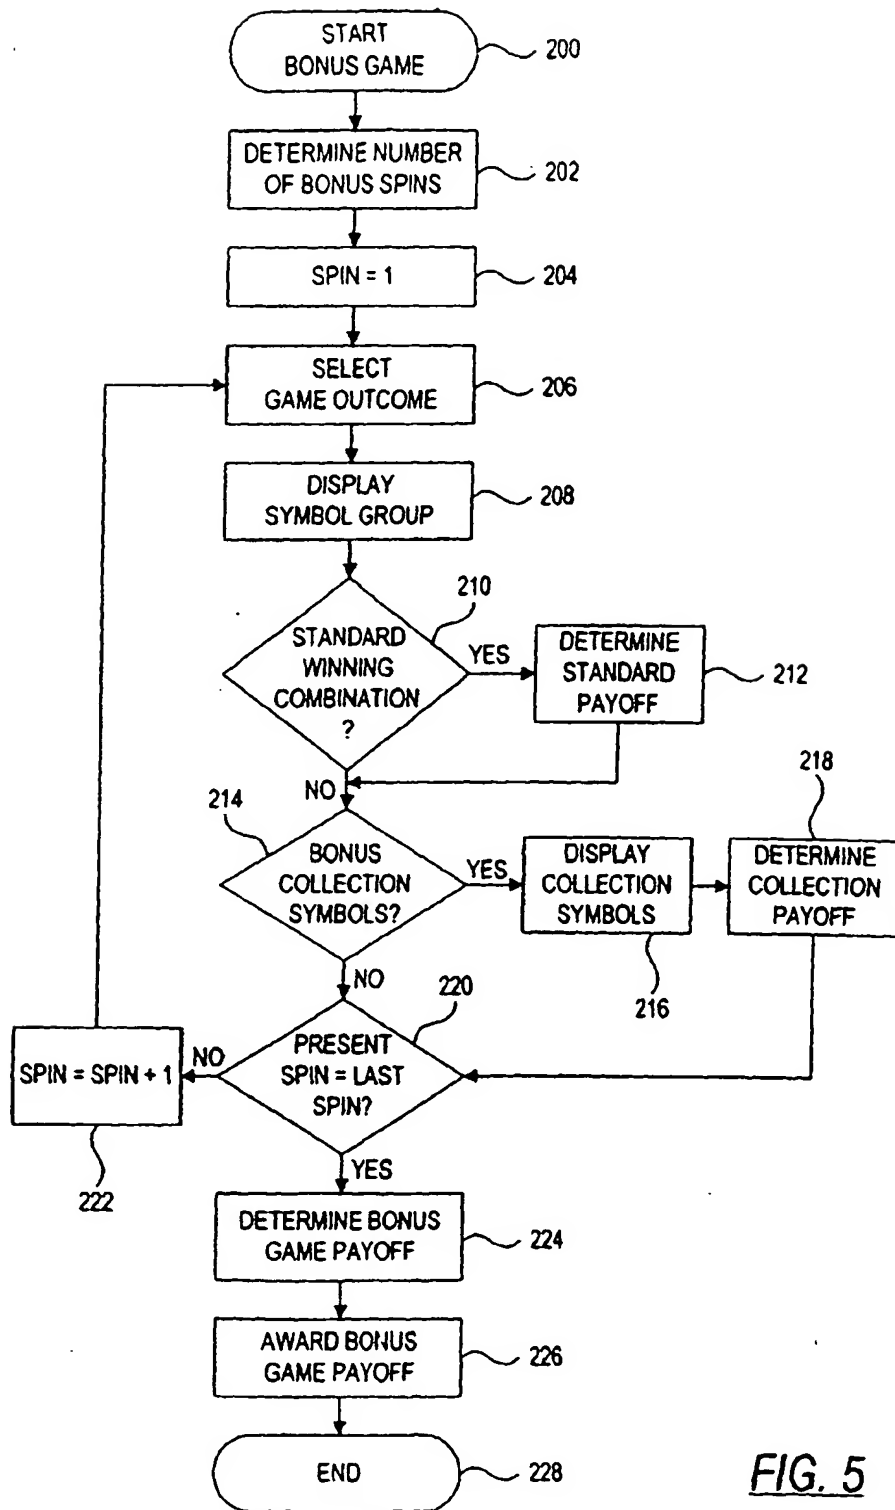 START
BONUS GAME
200
DETERMINE NUMBER
OF BONUS SPINS
202
SPIN = 1
204
SELECT
GAME OUTCOME
206
DISPLAY
SYMBOL GROUP
208
210
STANDARD
WINNING
COMBINATION
?
YES
DETERMINE
STANDARD
PAYOFF
212
NO
214
BONUS
COLLECTION
SYMBOLS?
YES
DISPLAY
COLLECTION
SYMBOLS
216
218
DETERMINE
COLLECTION
PAYOFF
NO
220
PRESENT
SPIN = LAST
SPIN?
NO
SPIN = SPIN + 1
222
YES
DETERMINE BONUS
GAME PAYOFF
224
AWARD BONUS
GAME PAYOFF
226
END
228
FIG. 5